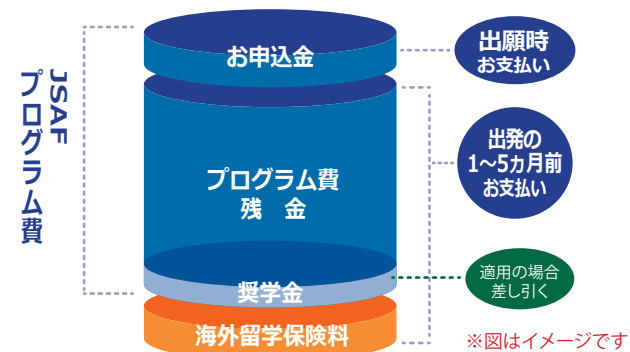 JSAF
プログラム費
お申込金
出願時
お支払い
プログラム費
残　金
出発の
1～5ヵ月前
お支払い
奨学金
適用の場合
差し引く
海外留学保険料
※図はイメージです